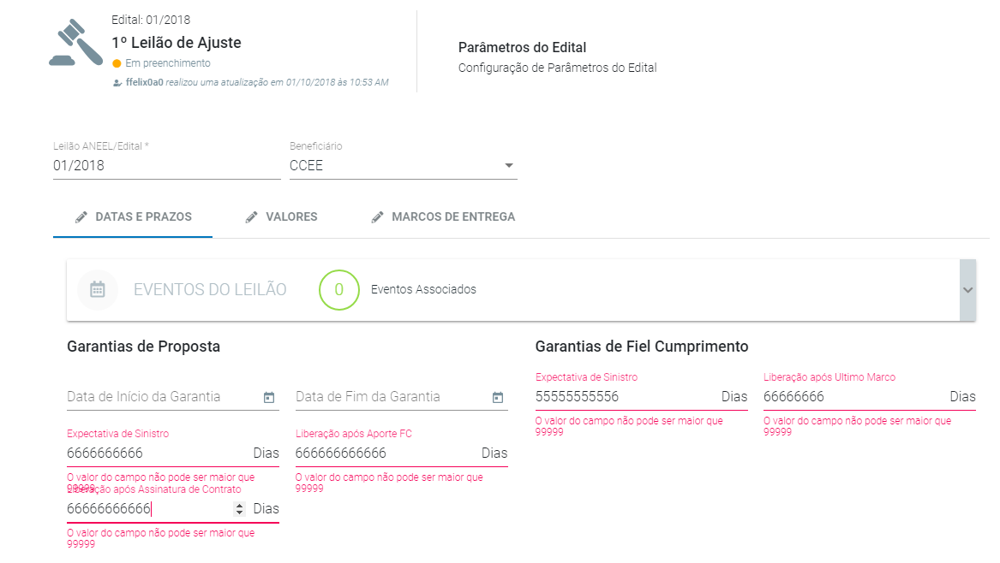 Edital: 01/2018
1º Leilão de Ajuste
Em preenchimento
ffelix0a0 realizou uma atualização em 01/10/2018 às 10:53 AM
Parâmetros do Edital
Configuração de Parâmetros do Edital
Leilão ANEEL/Edital *
01/2018
Beneficiário
CCEE
DATAS E PRAZOS
VALORES
MARCOS DE ENTREGA
EVENTOS DO LEILÃO
0
Eventos Associados
Garantias de Proposta
Data de Início da Garantia
Data de Fim da Garantia
Expectativa de Sinistro
6666666666 Dias
O valor do campo não pode ser maior que
99999
Liberação após Aporte FC
666666666666 Dias
O valor do campo não pode ser maior que
99999
Liberação após Assinatura de Contrato
66666666666 Dias
O valor do campo não pode ser maior que
99999
Garantias de Fiel Cumprimento
Expectativa de Sinistro
55555555556 Dias
O valor do campo não pode ser maior que
99999
Liberação após Ultimo Marco
66666666 Dias
O valor do campo não pode ser maior que
99999